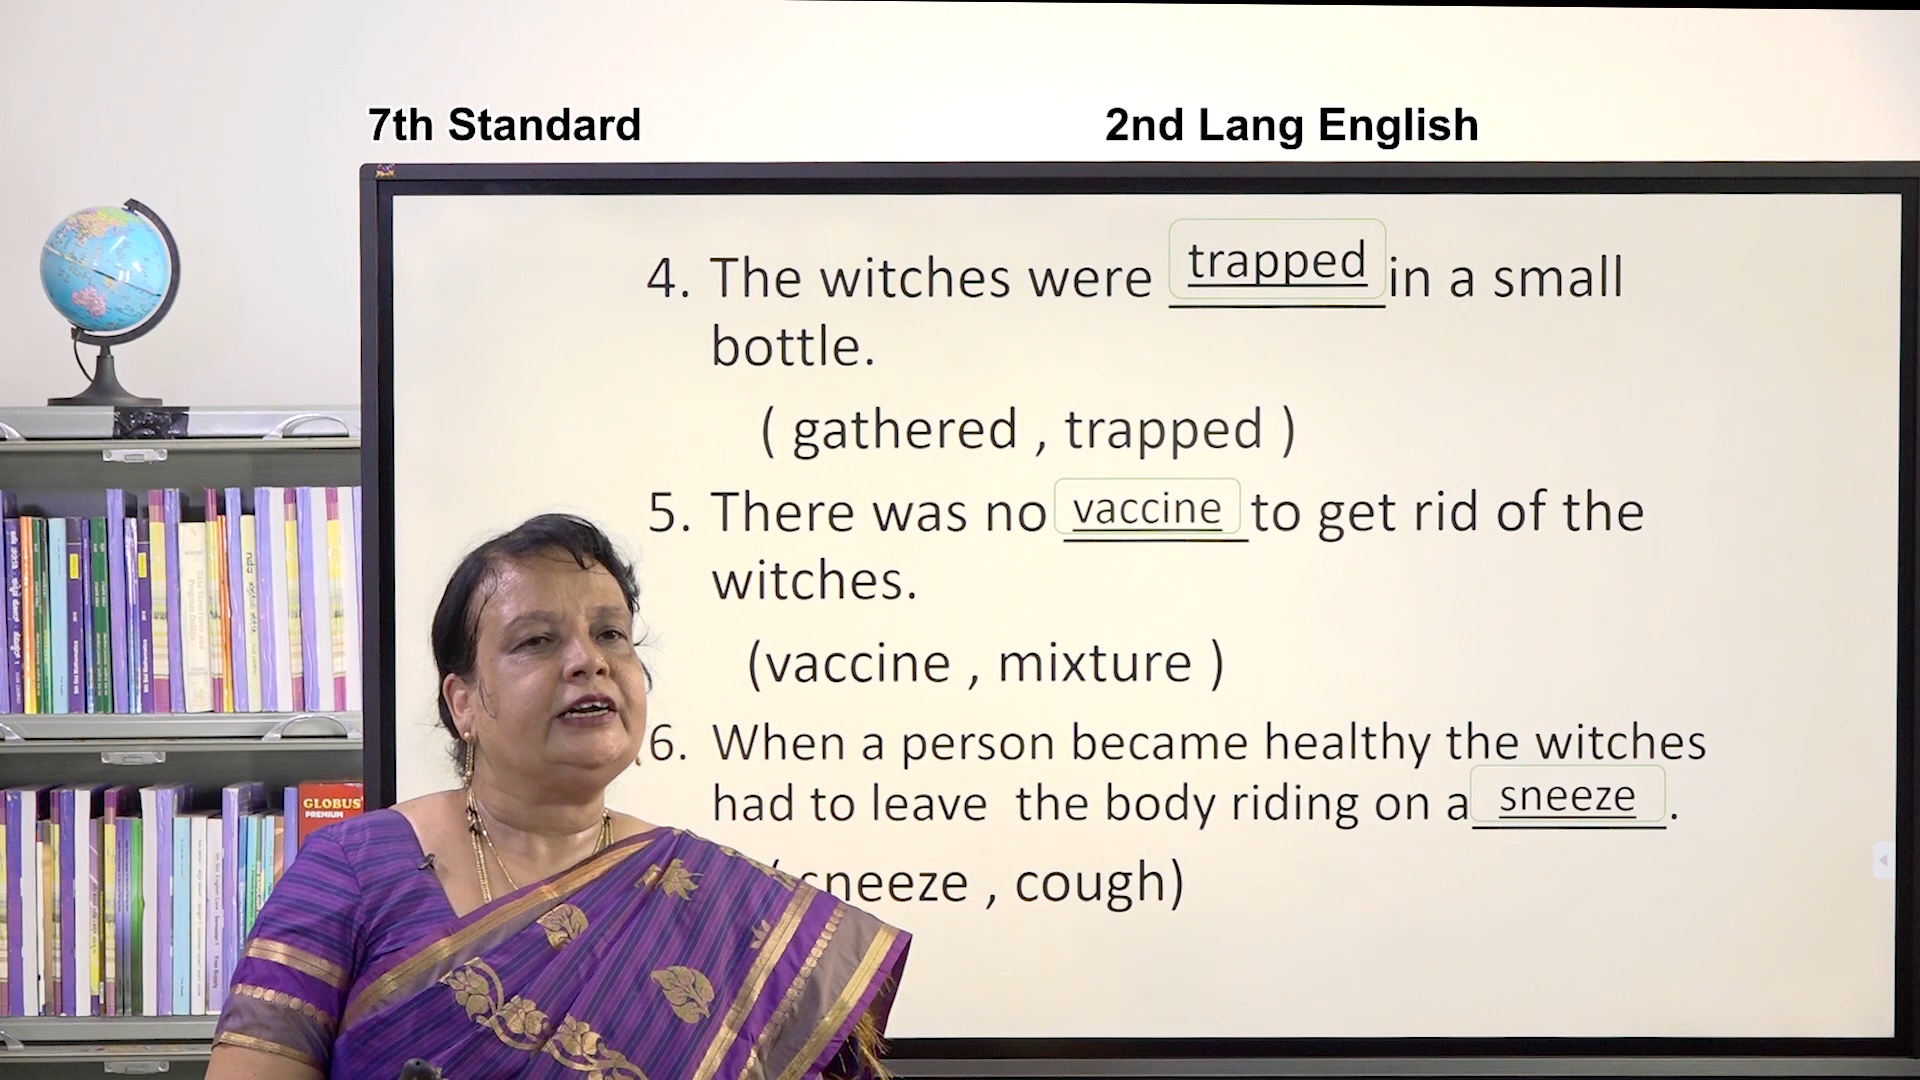 7th Standard
2nd Lang English
4. The witches were trapped in a small
bottle.
( gathered , trapped )
5. There was no vaccine to get rid of the
witches.
(vaccine , mixture )
6. When a person became healthy the witches
had to leave the body riding on a sneeze .
sneeze , cough)
GLOBUS
PREMIUM